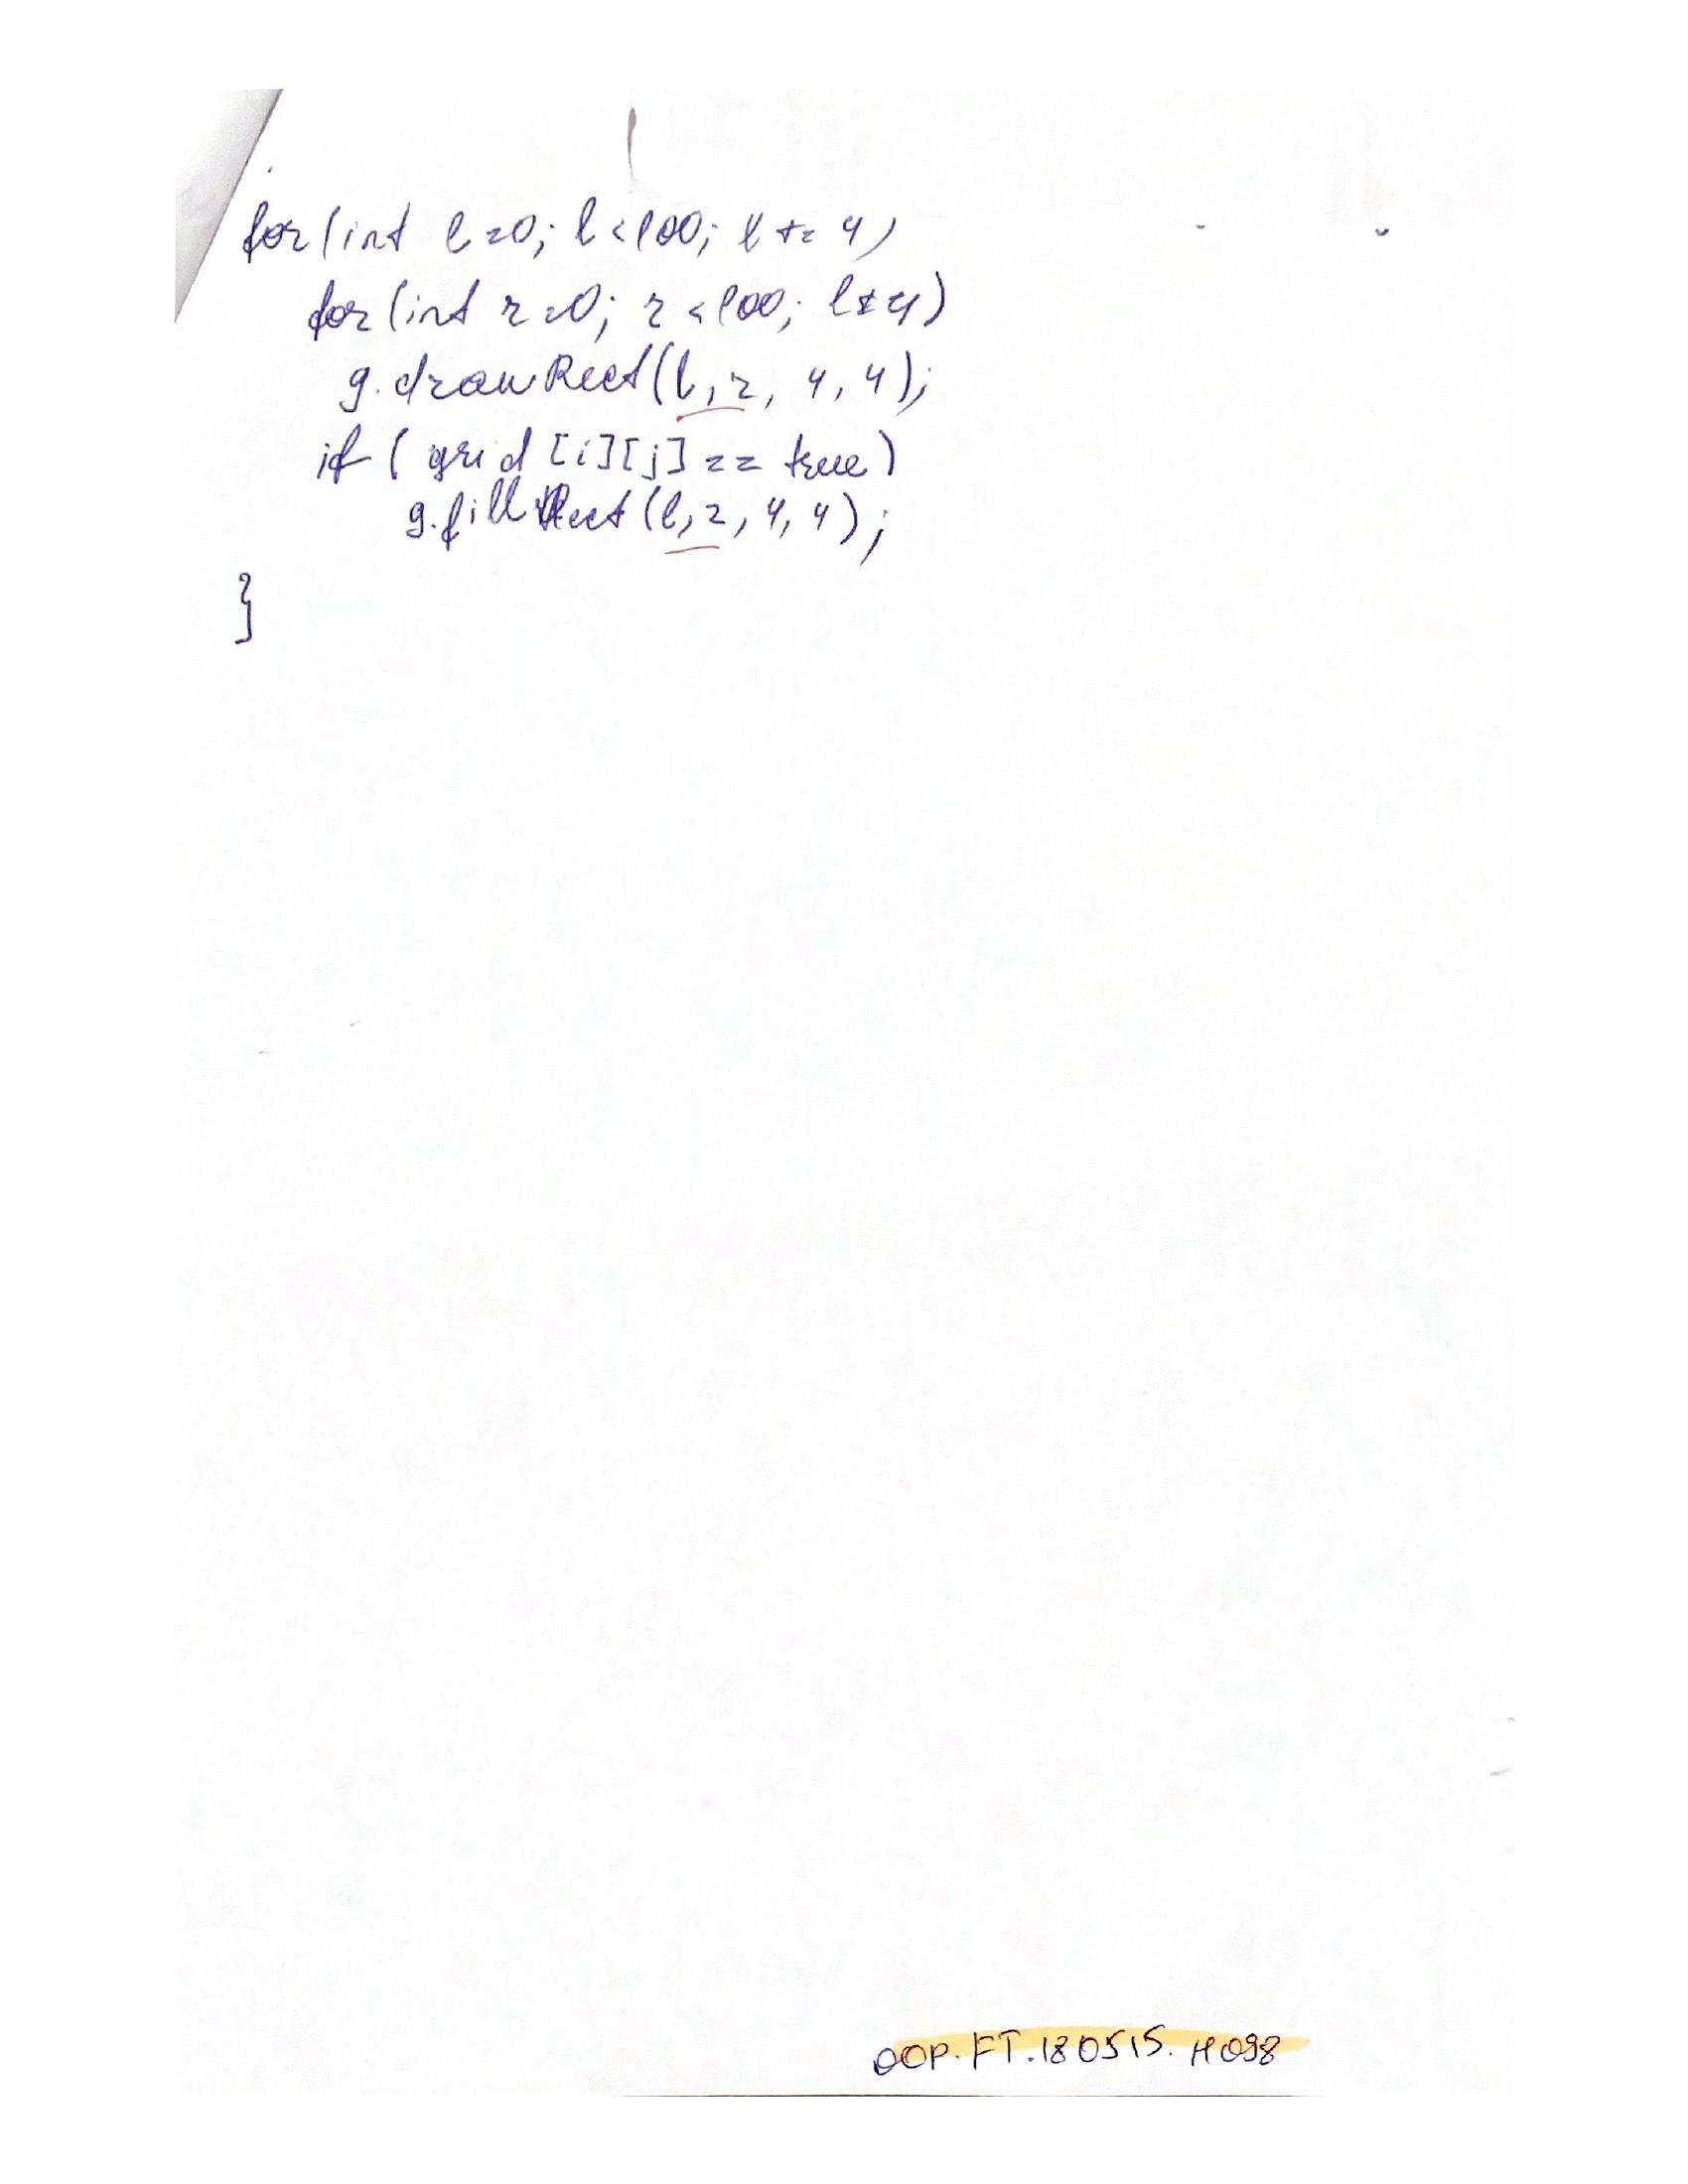 for(int l=0; l<100; l += 4)
for(int r=0; r<100; l+=4)
g.drawRect(l, r, 4, 4);
if (grid [i][j] == true)
g.fillRect(l, r, 4, 4);
}
OOP.FT.180515.M098